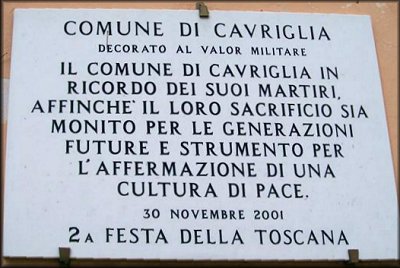 COMUNE DI CAVRIGLIA
DECORATO AL VALOR MILITARE
IL COMUNE DI CAVRIGLIA IN
RICORDO DEI SUOI MARTIRI,
AFFINCHE' IL LORO SACRIFICIO SIA
MONITO PER LE GENERAZIONI
FUTURE E STRUMENTO PER
L'AFFERMAZIONE DI UNA
CULTURA DI PACE.
30 NOVEMBRE 2001
2A FESTA DELLA TOSCANA